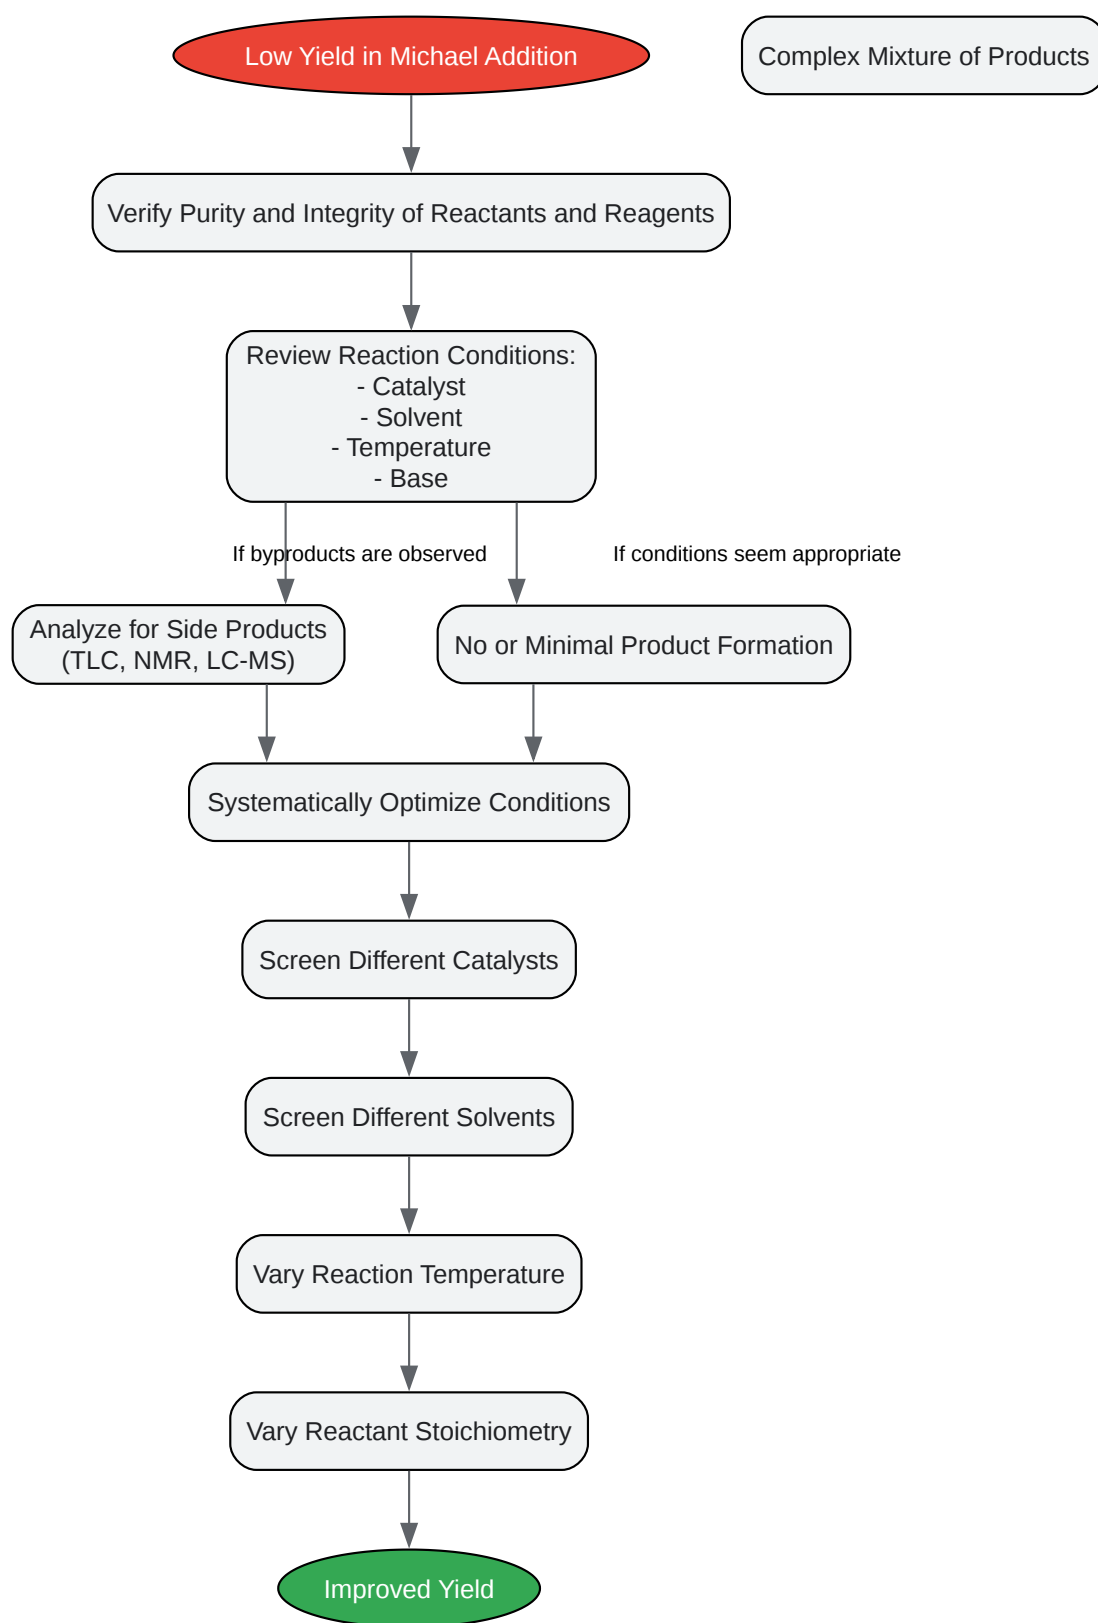 Low Yield in Michael Addition
Complex Mixture of Products
Verify Purity and Integrity of Reactants and Reagents
Review Reaction Conditions:
- Catalyst
- Solvent
- Temperature
- Base
If byproducts are observed
If conditions seem appropriate
Analyze for Side Products
(TLC, NMR, LC-MS)
No or Minimal Product Formation
Systematically Optimize Conditions
Screen Different Catalysts
Screen Different Solvents
Vary Reaction Temperature
Vary Reactant Stoichiometry
Improved Yield